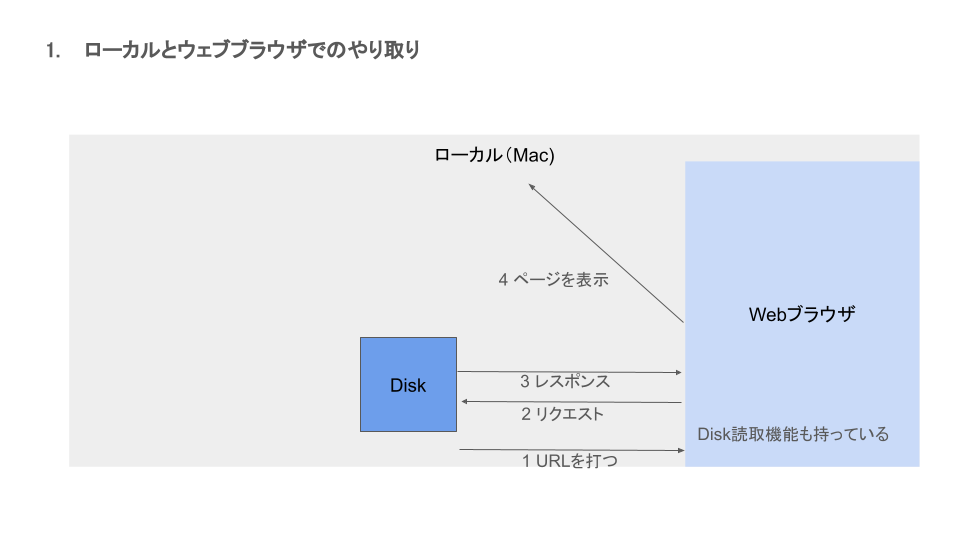 1. ローカルとウェブブラウザでのやり取り
ローカル（Mac)
4 ページを表示
Webブラウザ
Disk
3 レスポンス
2 リクエスト
Disk読取機能も持っている
1 URLを打つ